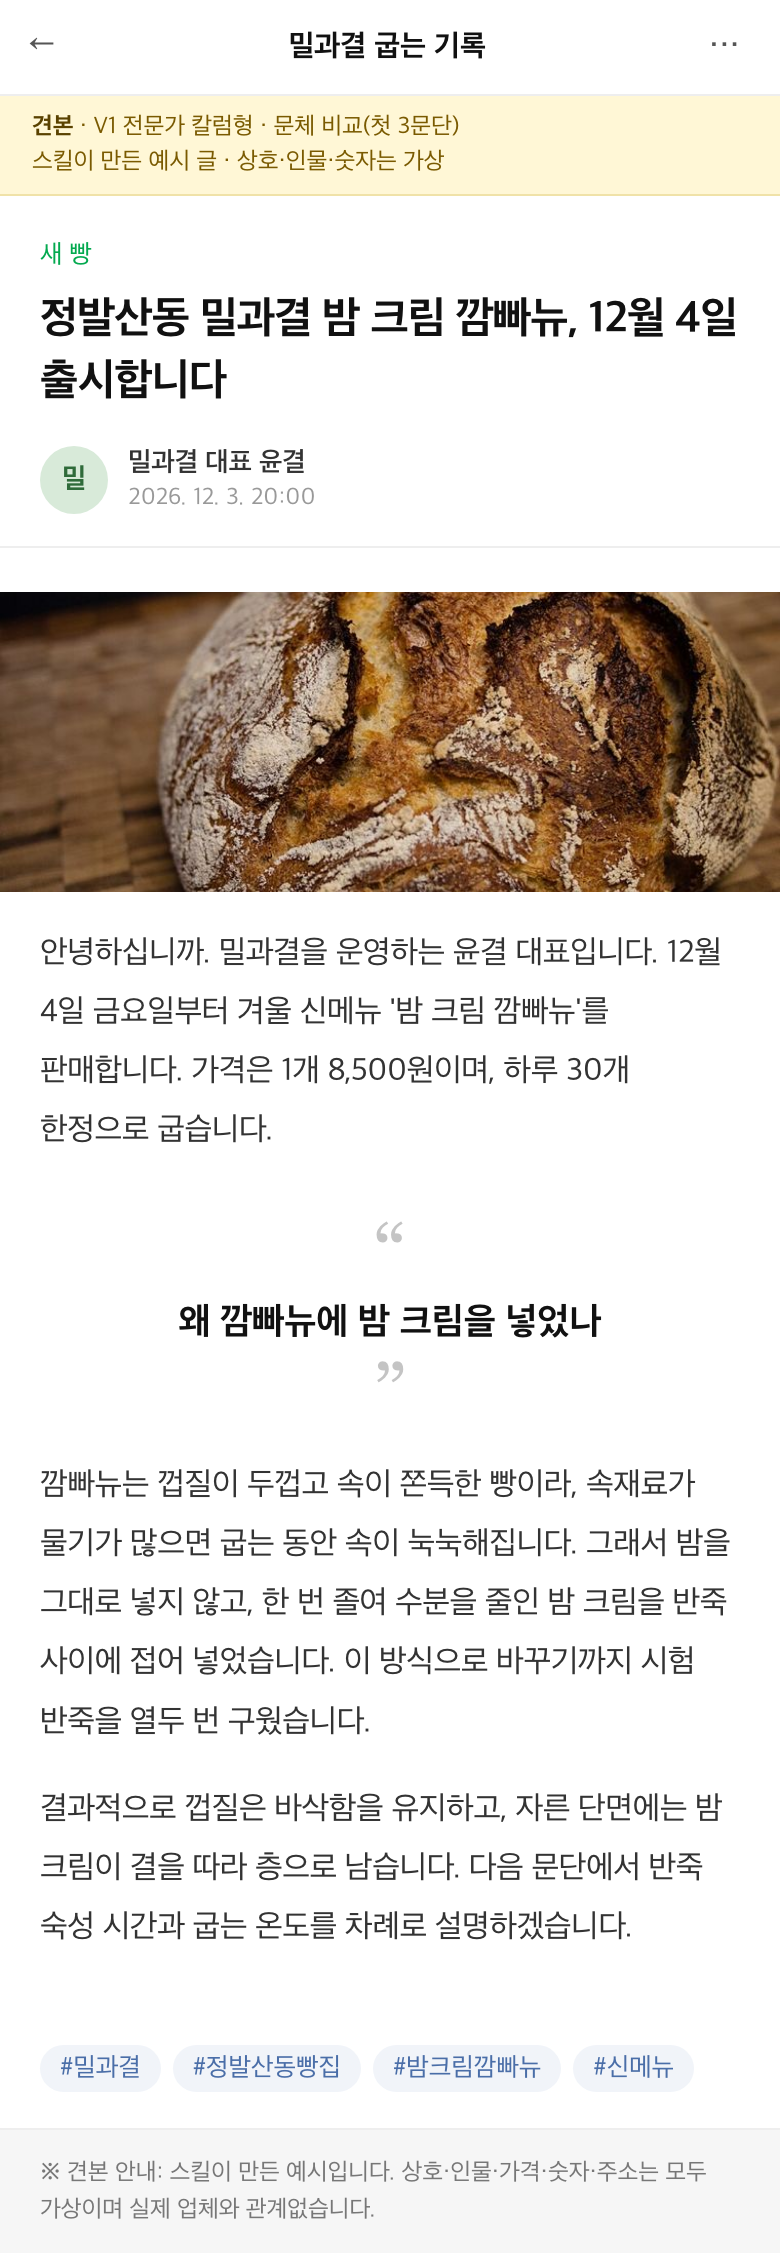 ←
밀과결 굽는 기록
…
견본 · V1 전문가 칼럼형 · 문체 비교(첫 3문단)
스킬이 만든 예시 글 · 상호·인물·숫자는 가상
새 빵
정발산동 밀과결 밤 크림 깜빠뉴, 12월 4일
출시합니다
밀
밀과결 대표 윤결
2026. 12. 3. 20:00
안녕하십니까. 밀과결을 운영하는 윤결 대표입니다. 12월
4일 금요일부터 겨울 신메뉴 '밤 크림 깜빠뉴'를
판매합니다. 가격은 1개 8,500원이며, 하루 30개
한정으로 굽습니다.
“
왜 깜빠뉴에 밤 크림을 넣었나
”
깜빠뉴는 껍질이 두껍고 속이 쫀득한 빵이라, 속재료가
물기가 많으면 굽는 동안 속이 눅눅해집니다. 그래서 밤을
그대로 넣지 않고, 한 번 졸여 수분을 줄인 밤 크림을 반죽
사이에 접어 넣었습니다. 이 방식으로 바꾸기까지 시험
반죽을 열두 번 구웠습니다.
결과적으로 껍질은 바삭함을 유지하고, 자른 단면에는 밤
크림이 결을 따라 층으로 남습니다. 다음 문단에서 반죽
숙성 시간과 굽는 온도를 차례로 설명하겠습니다.
#밀과결 #정발산동빵집 #밤크림깜빠뉴 #신메뉴
※ 견본 안내: 스킬이 만든 예시입니다. 상호·인물·가격·숫자·주소는 모두
가상이며 실제 업체와 관계없습니다.